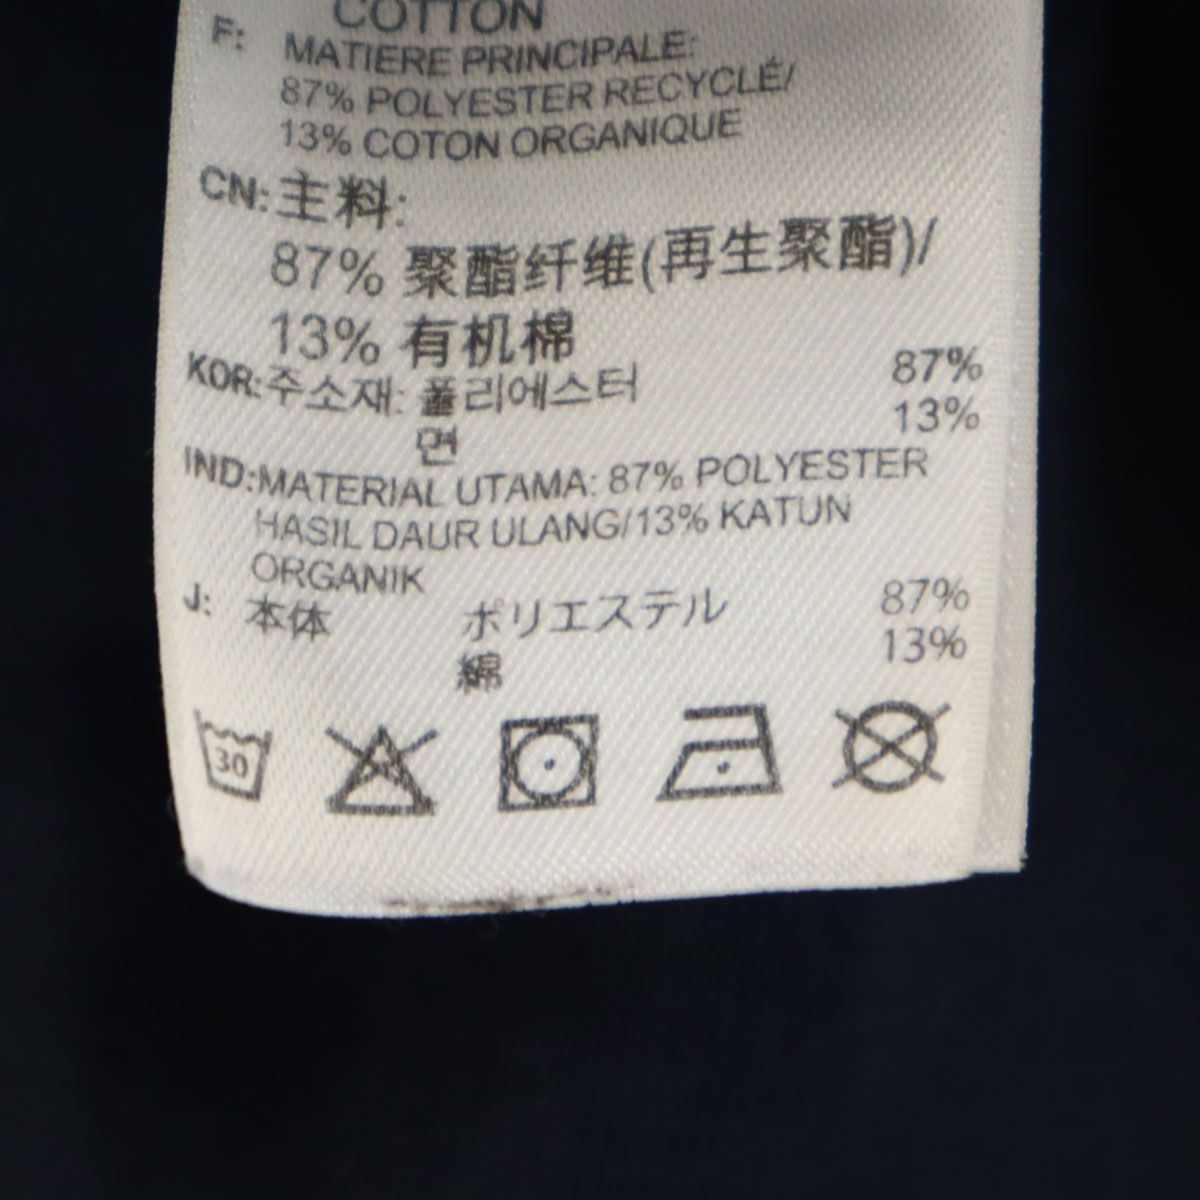 COTTON
F: MATIERE PRINCIPALE:
87% POLYESTER RECYCLÉ/
13% COTON ORGANIQUE
CN: 主料:
87% 聚酯纤维(再生聚酯)/
13% 有机棉
KOR: 주소재: 폴리에스터 87%
면 13%
IND: MATERIAL UTAMA: 87% POLYESTER
HASIL DAUR ULANG/13% KATUN
ORGANIK
J: 本体 ポリエステル 87%
綿 13%
30